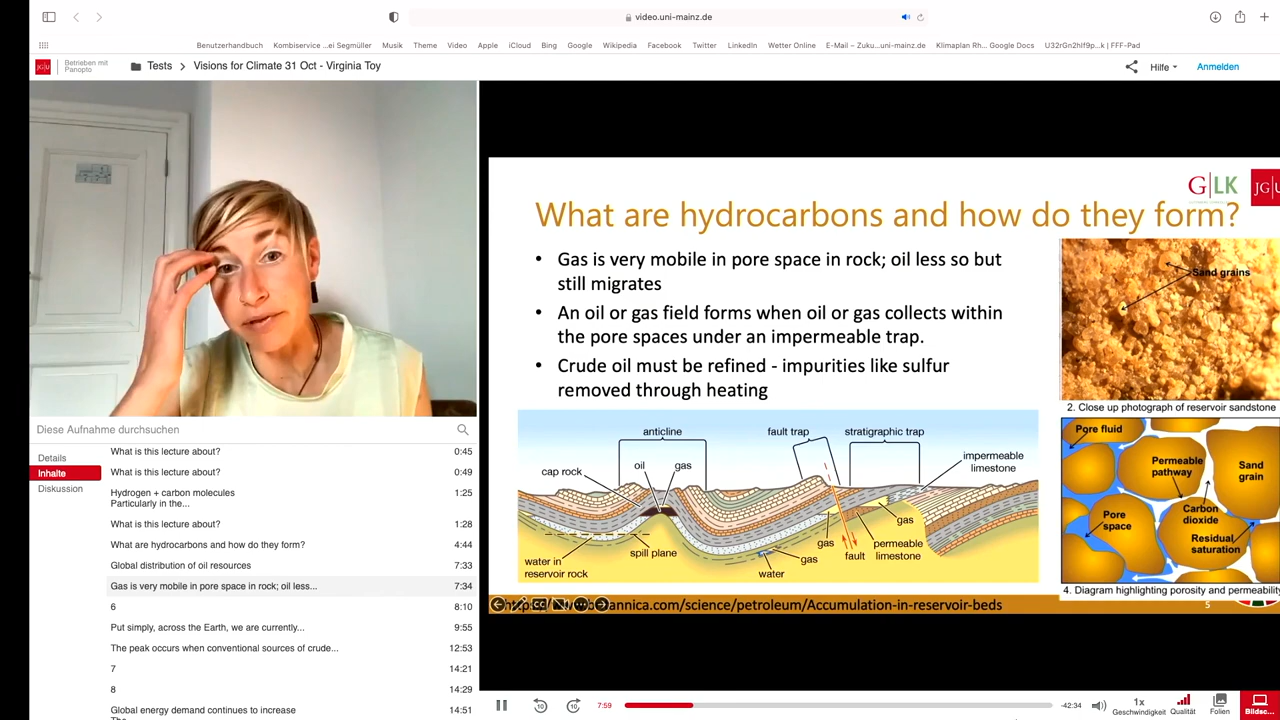 video.uni-mainz.de
Benutzerhandbuch Kombiservice ...ei Segmüller Musik Theme Video Apple iCloud Bing Google Wikipedia Facebook Twitter LinkedIn Wetter Online E-Mail – Zuku...uni-mainz.de Klimaplan Rh... Google Docs U32rGn2hIf9p...k | FFF-Pad
JG|U
Betrieben mit
Panopto
Tests > Visions for Climate 31 Oct - Virginia Toy
Hilfe
Anmelden
Diese Aufnahme durchsuchen
Details
Inhalte
Diskussion
What is this lecture about? 0:45
What is this lecture about? 0:49
Hydrogen + carbon molecules 1:25
Particularly in the...
What is this lecture about? 1:28
What are hydrocarbons and how do they form? 4:44
Global distribution of oil resources 7:33
Gas is very mobile in pore space in rock; oil less... 7:34
6 8:10
Put simply, across the Earth, we are currently... 9:55
The peak occurs when conventional sources of crude... 12:53
7 14:21
8 14:29
Global energy demand continues to increase 14:51
The
G|LK
JG|U
What are hydrocarbons and how do they form?
• Gas is very mobile in pore space in rock; oil less so but
still migrates
• An oil or gas field forms when oil or gas collects within
the pore spaces under an impermeable trap.
• Crude oil must be refined - impurities like sulfur
removed through heating
anticline
fault trap
stratigraphic trap
cap rock
oil
gas
impermeable
limestone
water in
reservoir rock
spill plane
water
gas
gas
fault
permeable
limestone
gas
Sand grains
2. Close up photograph of reservoir sandstone
Pore fluid
Permeable
pathway
Sand
grain
Pore
space
Carbon
dioxide
Residual
saturation
4. Diagram highlighting porosity and permeability
annica.com/science/petroleum/Accumulation-in-reservoir-beds
5
10
10
7:59
-42:34
1x
Geschwindigkeit
Qualität
Folien
Bildsc...